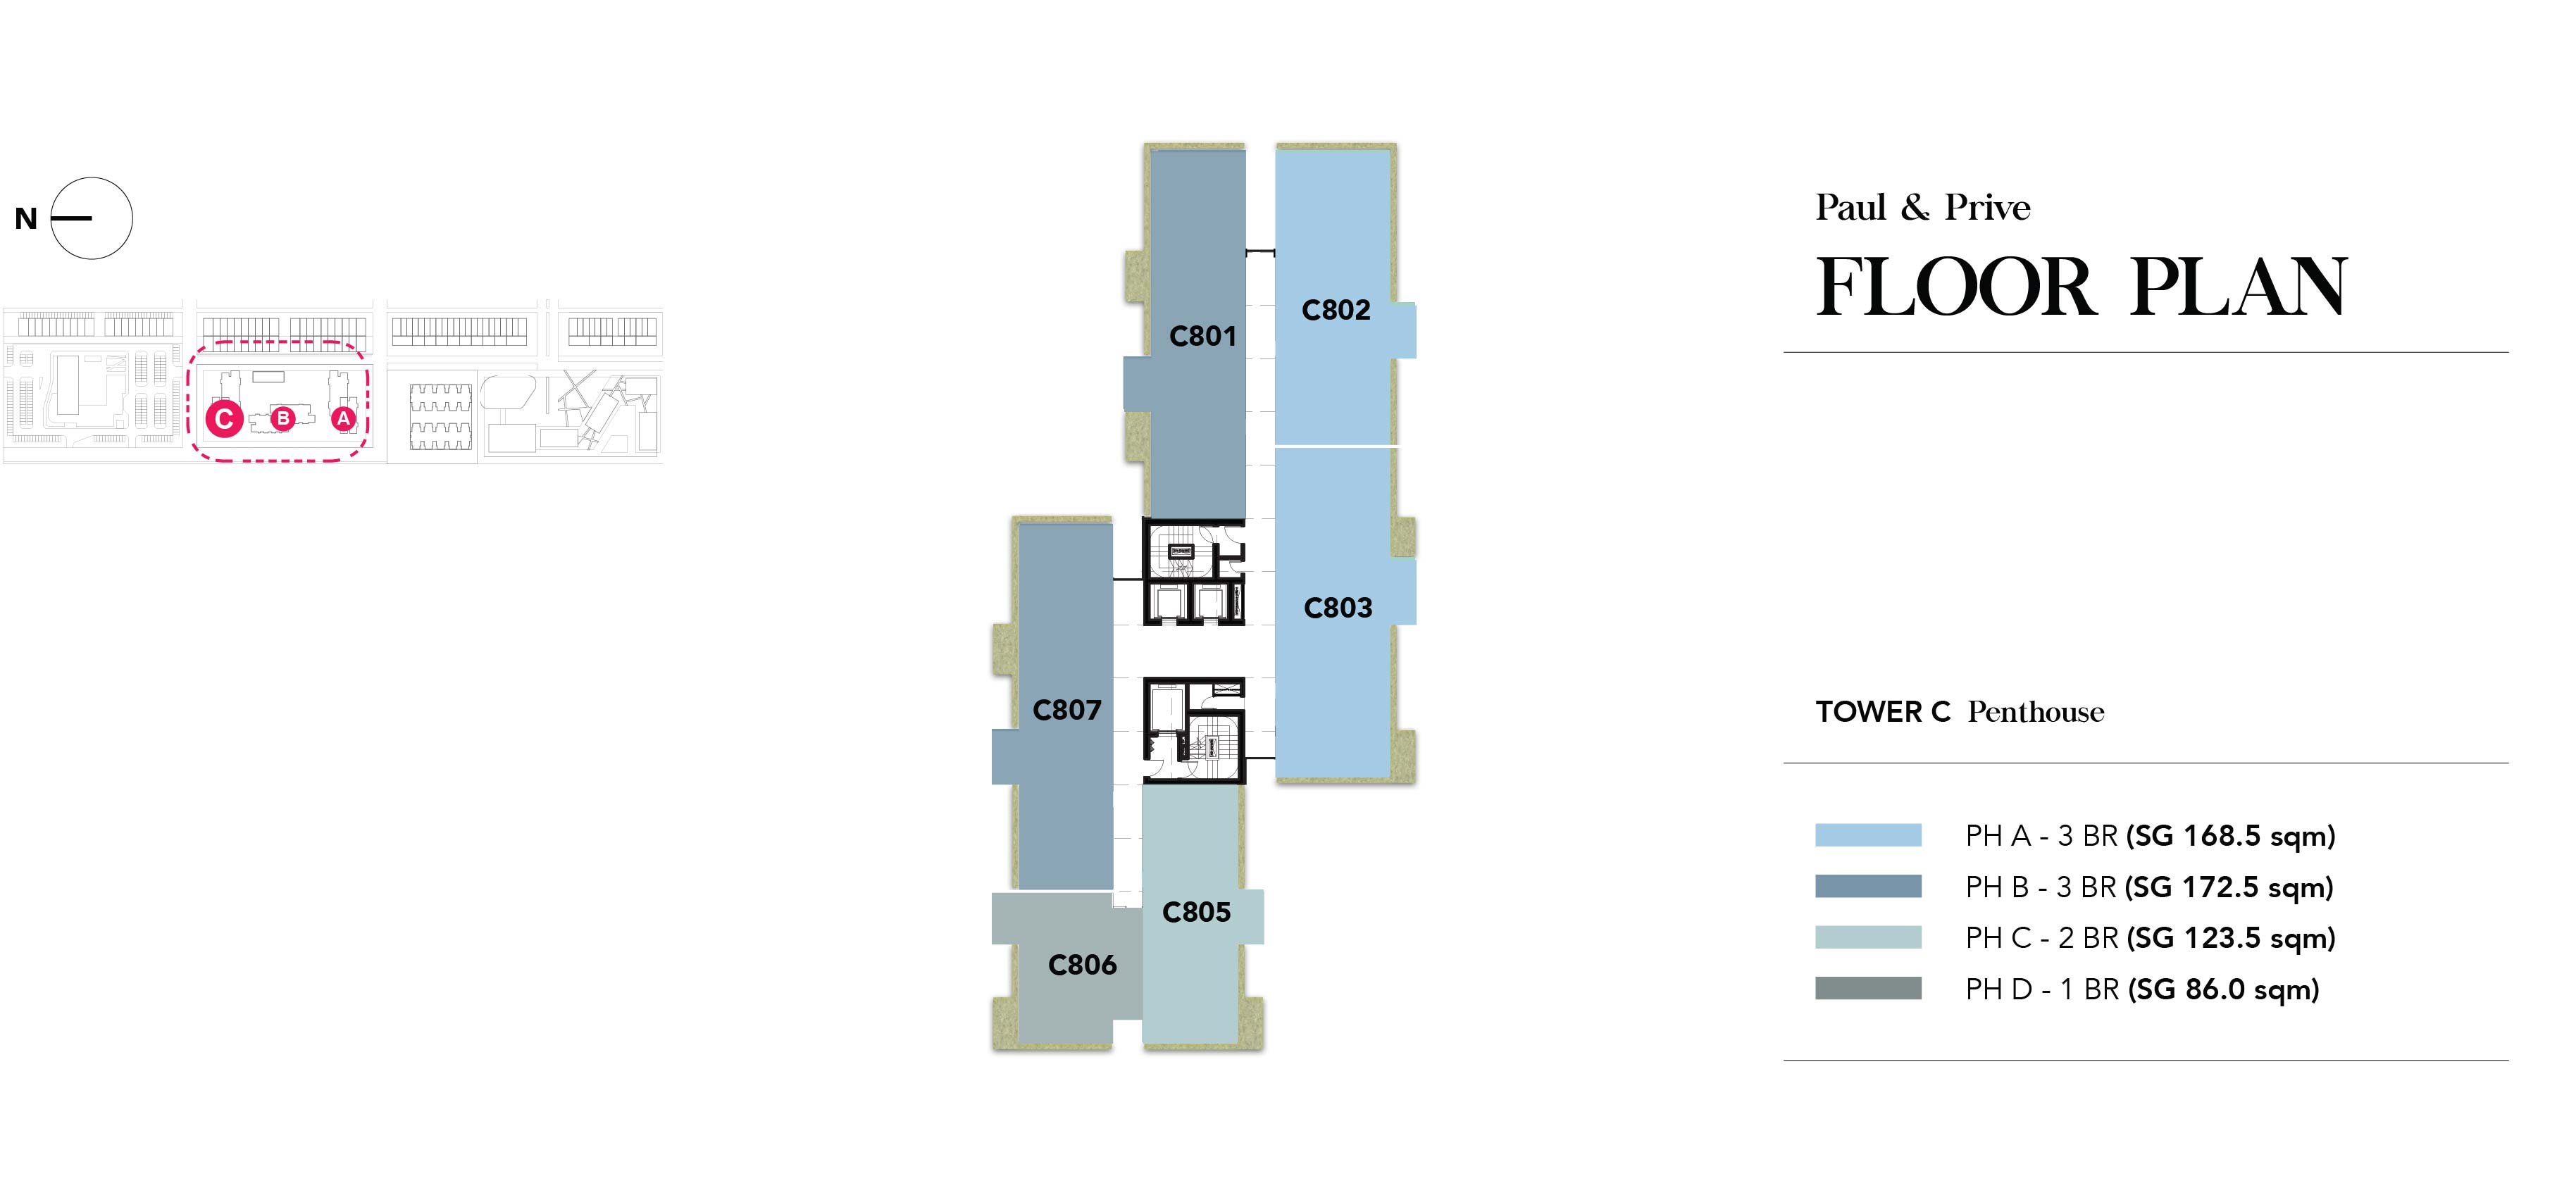 N
C
B
A
C801
C802
C803
C807
C805
C806
Paul & Prive
FLOOR PLAN
TOWER C Penthouse
PH A - 3 BR (SG 168.5 sqm)
PH B - 3 BR (SG 172.5 sqm)
PH C - 2 BR (SG 123.5 sqm)
PH D - 1 BR (SG 86.0 sqm)